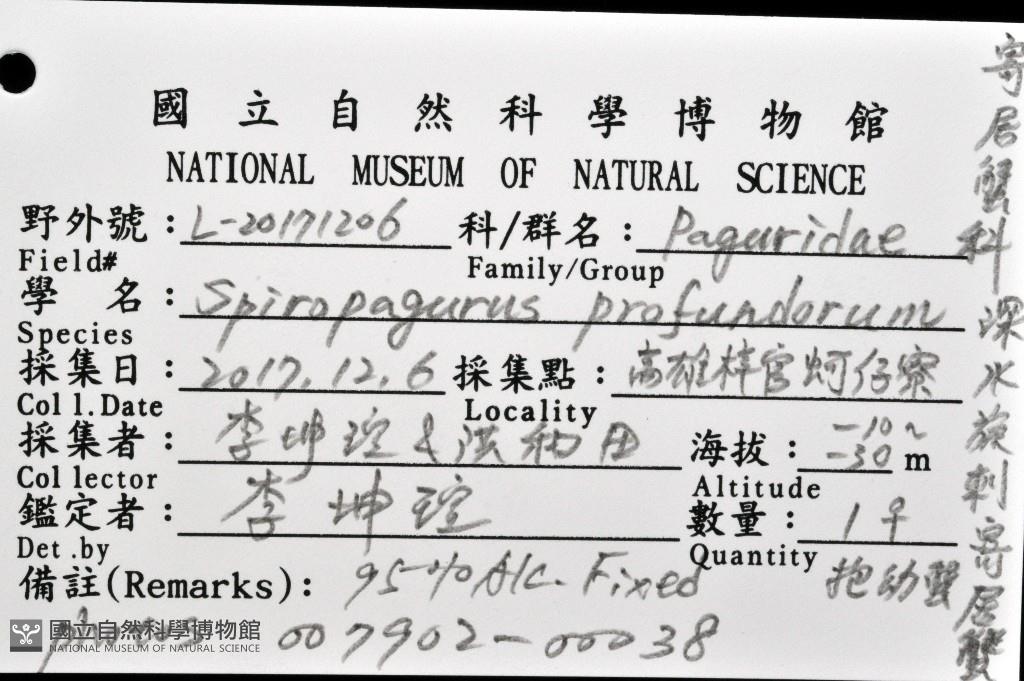 國立自然科學博物館
NATIONAL MUSEUM OF NATURAL SCIENCE
野外號：L-20171206 科/群名：Paguridae
Field# Family/Group
學名：Spiropagurus profundorum
Species
採集日：2017.12.6 採集點：高雄梓官蚵仔寮
Coll.Date Locality
採集者：李坤瑄&洪 田 海拔：-10~-30m
Collector Altitude
鑑定者：李坤瑄 數量：1♀
Det.by Quantity
備註(Remarks)：95% Alc. Fixed 抱幼蟹
007902-00038
國立自然科學博物館
NATIONAL MUSEUM OF NATURAL SCIENCE
寄居蟹科 深水旋刺寄居蟹